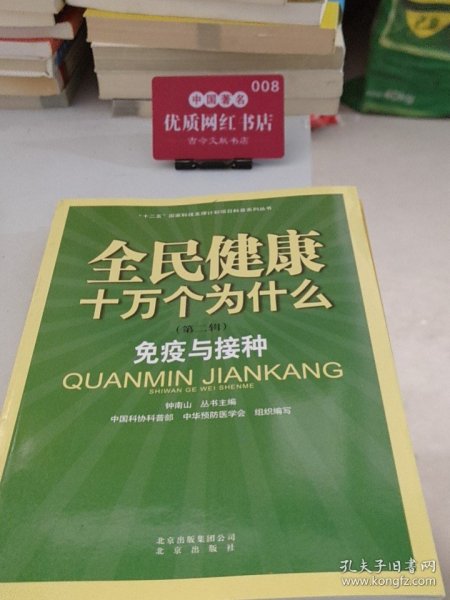 008
中国著名
优质网红书店
古今文献书店
"十二五"国家科技支撑计划项目科普系列丛书
全民健康
十万个为什么
（第二辑）
免疫与接种
QUANMIN JIANKANG
SHIWAN GE WEI SHENME
钟南山 丛书主编
中国科协科普部 中华预防医学会 组织编写
北京出版集团公司
北京出版社
孔夫子旧书网
www.kongfz.com